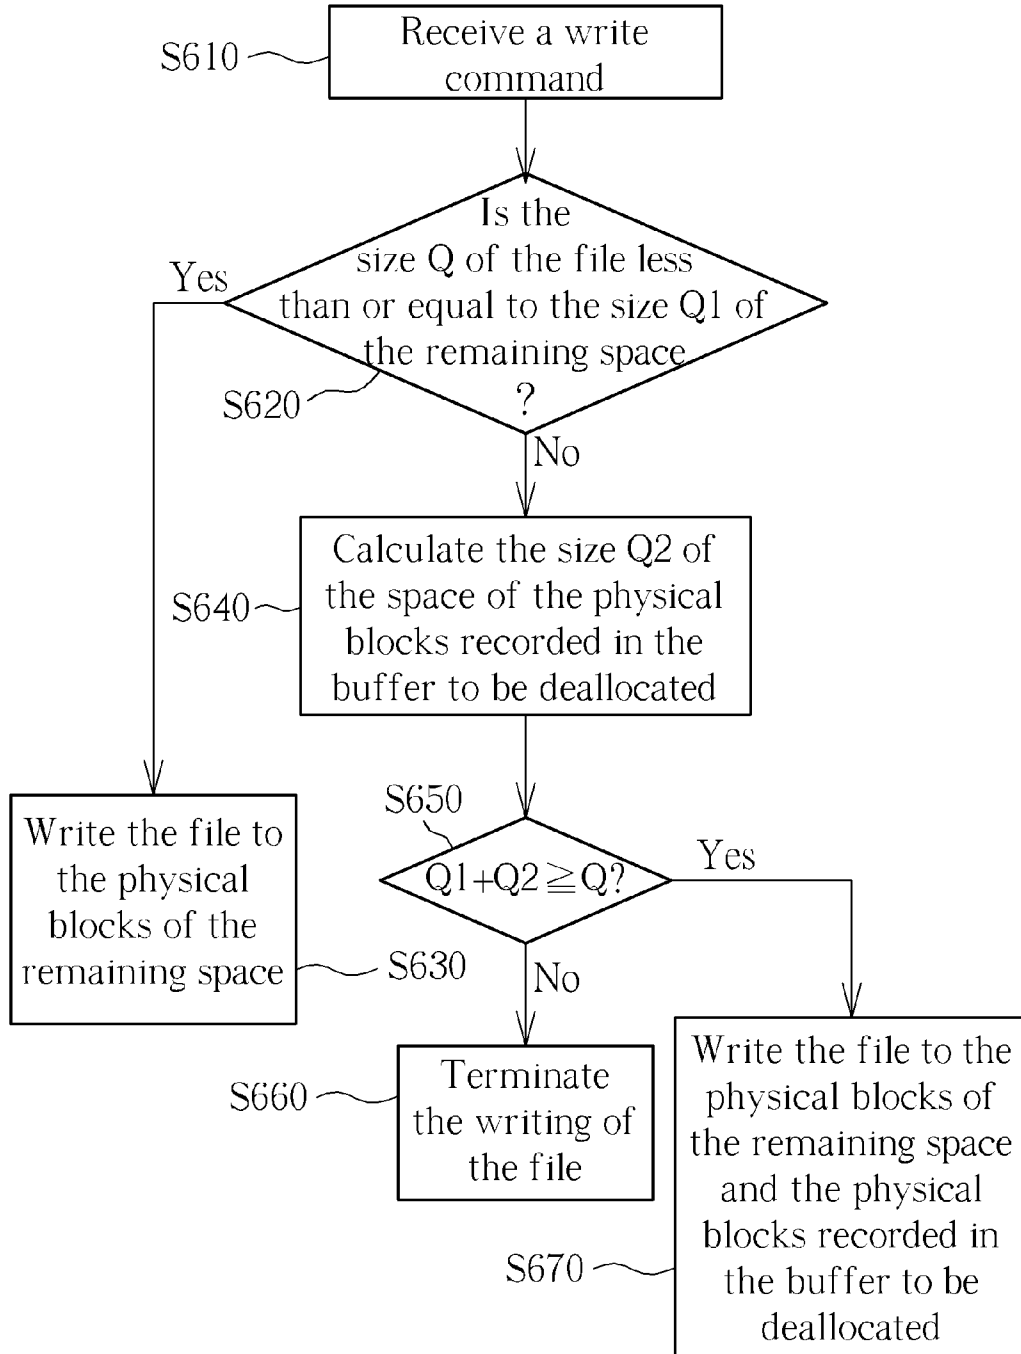 Receive a write
command
S610
Is the
size Q of the file less
than or equal to the size Q1 of
the remaining space
?
Yes
S620
No
Calculate the size Q2 of
the space of the physical
blocks recorded in the
buffer to be deallocated
S640
S650
Q1+Q2≧Q?
Yes
Write the file to
the physical
blocks of the
remaining space
S630
No
Terminate
the writing of
the file
S660
Write the file to the
physical blocks of
the remaining space
and the physical
blocks recorded in
the buffer to be
deallocated
S670